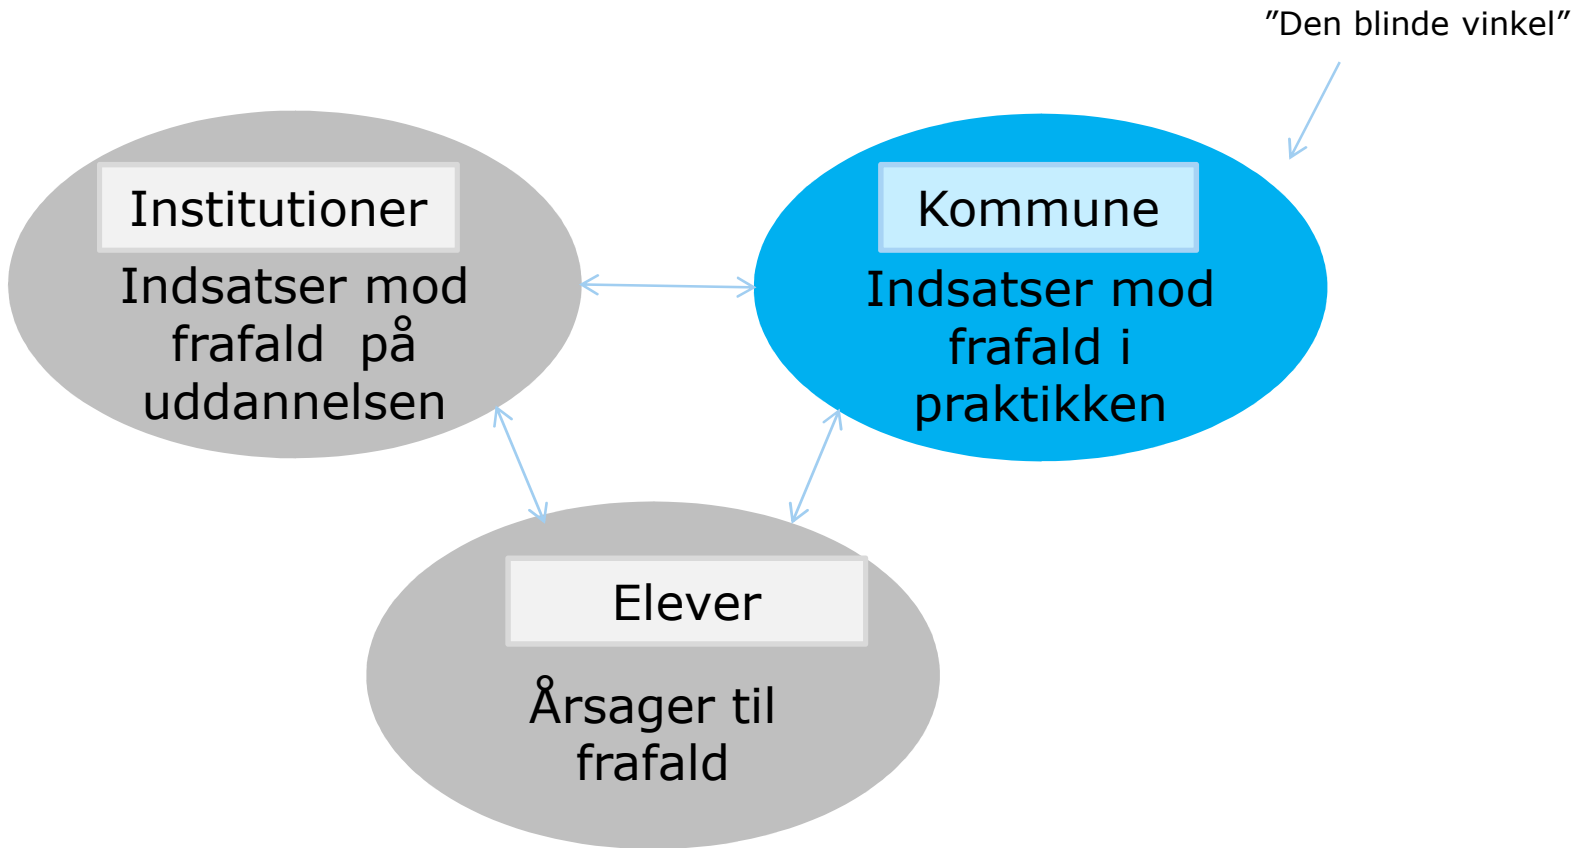 ”Den blinde vinkel”
Institutioner
Indsatser mod
frafald på
uddannelsen
Kommune
Indsatser mod
frafald i
praktikken
Elever
Årsager til
frafald